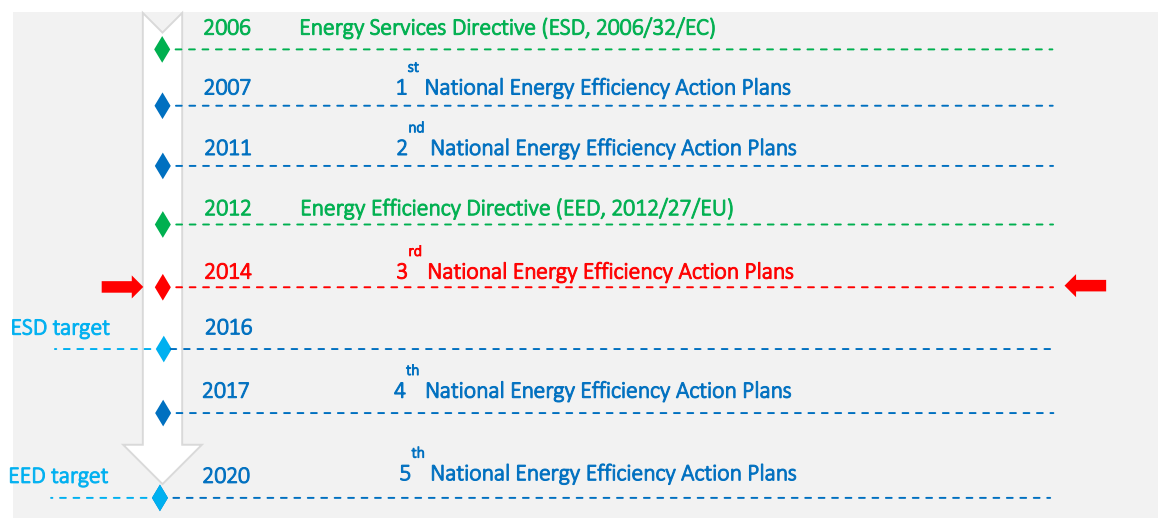 2006 Energy Services Directive (ESD, 2006/32/EC)
2007 1st National Energy Efficiency Action Plans
2011 2nd National Energy Efficiency Action Plans
2012 Energy Efficiency Directive (EED, 2012/27/EU)
2014 3rd National Energy Efficiency Action Plans
ESD target 2016
2017 4th National Energy Efficiency Action Plans
EED target 2020 5th National Energy Efficiency Action Plans